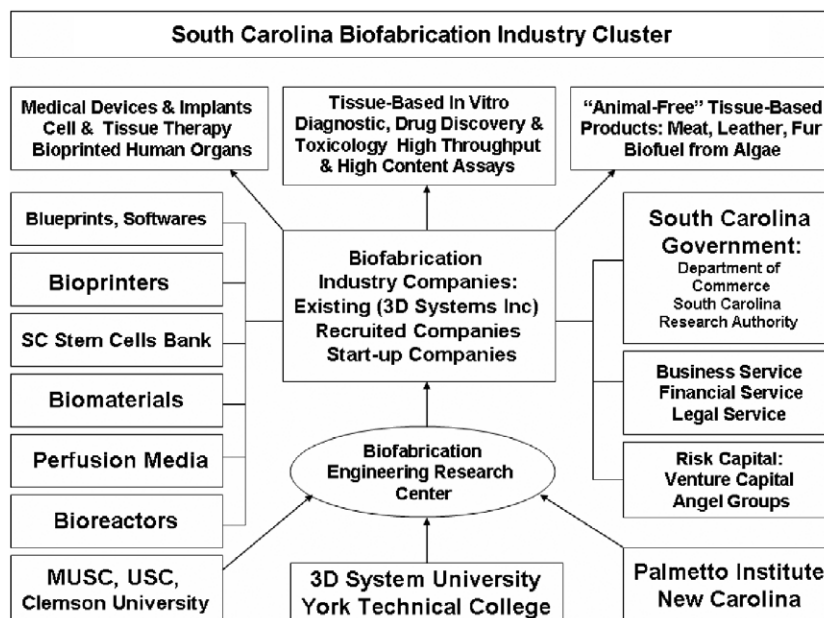 South Carolina Biofabrication Industry Cluster
Medical Devices & Implants
Cell & Tissue Therapy
Bioprinted Human Organs
Tissue-Based In Vitro
Diagnostic, Drug Discovery &
Toxicology High Throughput
& High Content Assays
“Animal-Free” Tissue-Based
Products: Meat, Leather, Fur
Biofuel from Algae
Blueprints, Softwares
Bioprinters
SC Stem Cells Bank
Biomaterials
Perfusion Media
Bioreactors
Biofabrication
Industry Companies:
Existing (3D Systems Inc)
Recruited Companies
Start-up Companies
South Carolina
Government:
Department of
Commerce
South Carolina
Research Authority
Business Service
Financial Service
Legal Service
Risk Capital:
Venture Capital
Angel Groups
Biofabrication
Engineering Research
Center
MUSC, USC,
Clemson University
3D System University
York Technical College
Palmetto Institute
New Carolina